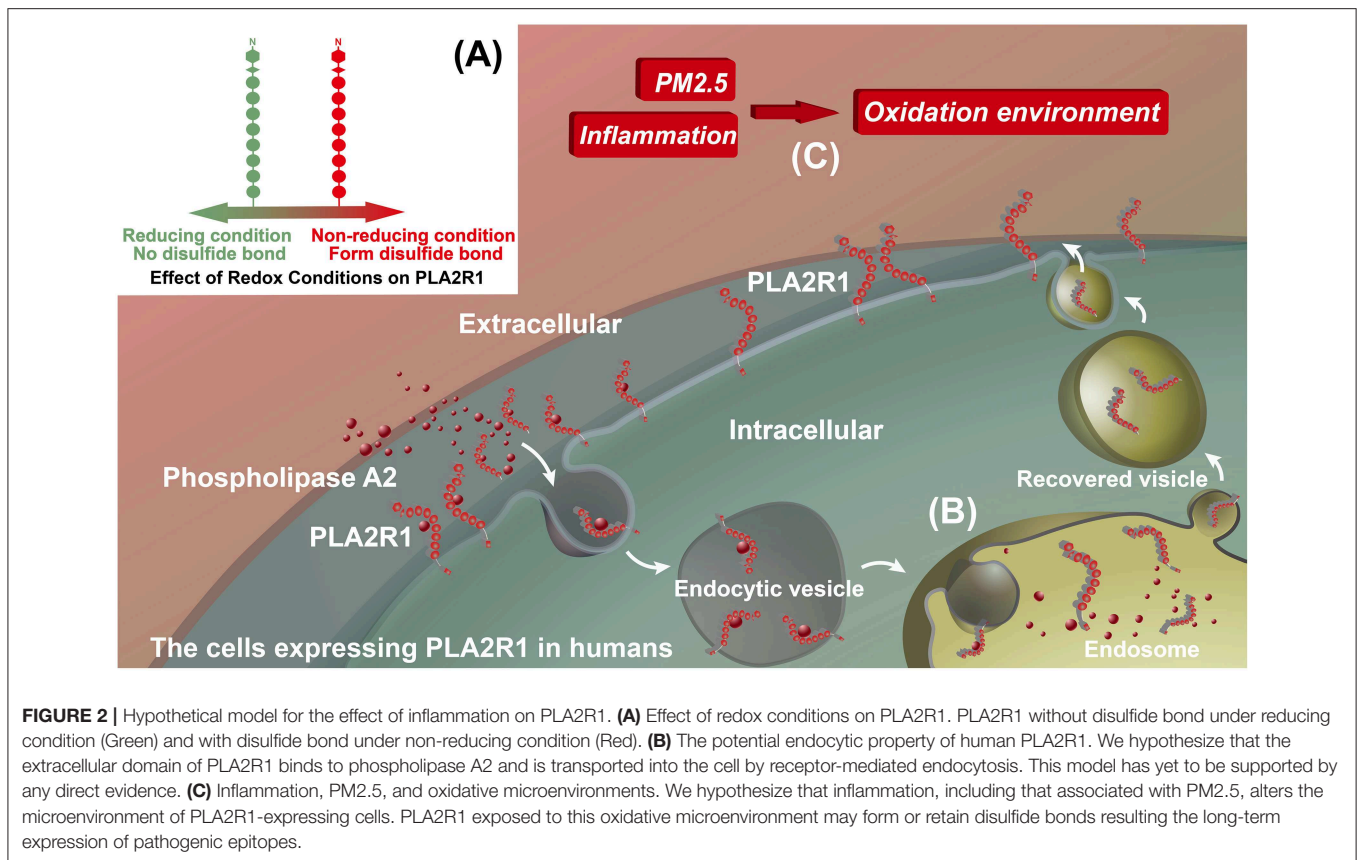 N
N
(A)
Reducing condition
No disulfide bond
Non-reducing condition
Form disulfide bond
Effect of Redox Conditions on PLA2R1
PM2.5
Inflammation
Oxidation environment
(C)
PLA2R1
Extracellular
Intracellular
Phospholipase A2
PLA2R1
Recovered visicle
(B)
Endocytic vesicle
The cells expressing PLA2R1 in humans
Endosome
FIGURE 2 | Hypothetical model for the effect of inflammation on PLA2R1. (A) Effect of redox conditions on PLA2R1. PLA2R1 without disulfide bond under reducing
condition (Green) and with disulfide bond under non-reducing condition (Red). (B) The potential endocytic property of human PLA2R1. We hypothesize that the
extracellular domain of PLA2R1 binds to phospholipase A2 and is transported into the cell by receptor-mediated endocytosis. This model has yet to be supported by
any direct evidence. (C) Inflammation, PM2.5, and oxidative microenvironments. We hypothesize that inflammation, including that associated with PM2.5, alters the
microenvironment of PLA2R1-expressing cells. PLA2R1 exposed to this oxidative microenvironment may form or retain disulfide bonds resulting the long-term
expression of pathogenic epitopes.